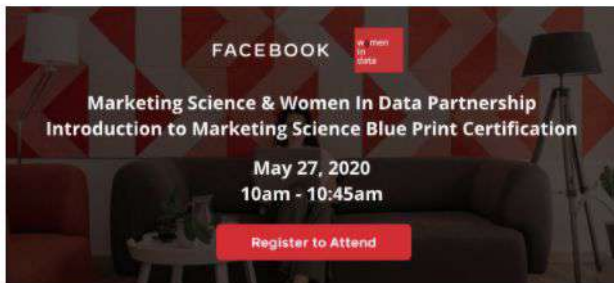 FACEBOOK
women
in
data
Marketing Science & Women In Data Partnership
Introduction to Marketing Science Blue Print Certification
May 27, 2020
10am - 10:45am
Register to Attend